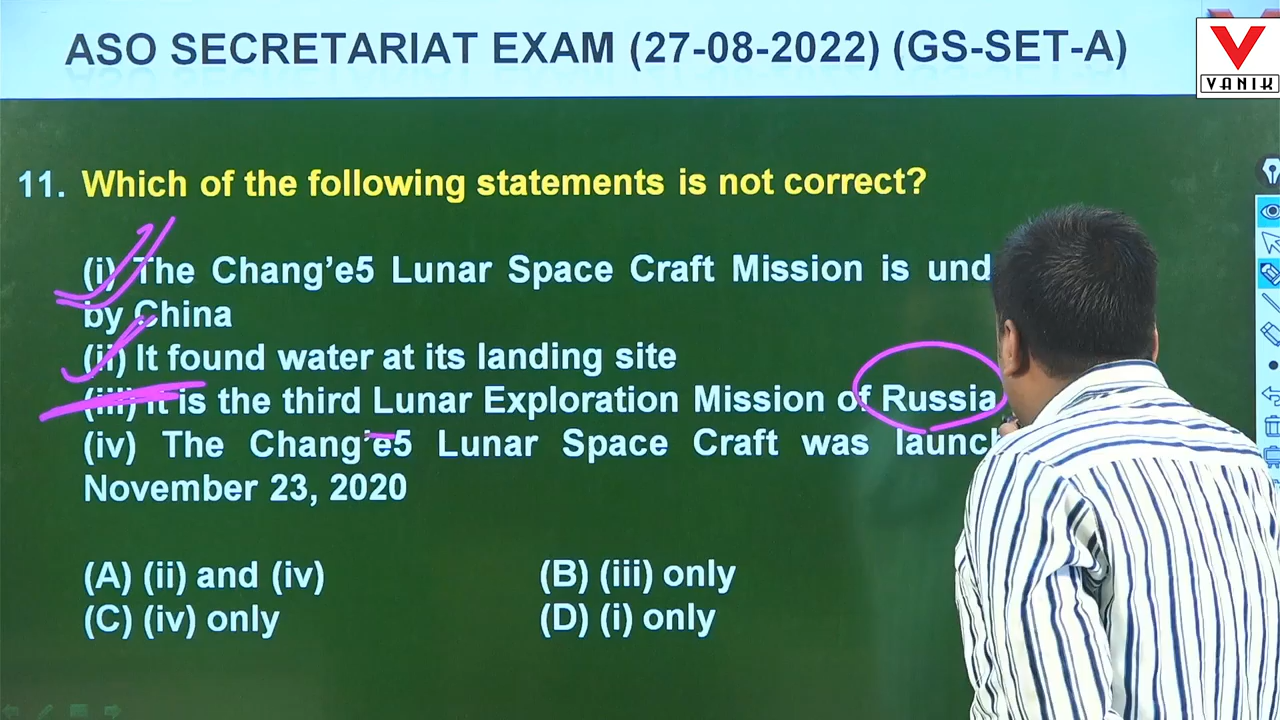 ASO SECRETARIAT EXAM (27-08-2022) (GS-SET-A)
VANIK
11. Which of the following statements is not correct?
(i) The Chang’e5 Lunar Space Craft Mission is
by China
(ii) It found water at its landing site
(iii) It is the third Lunar Exploration Mission of Russia
(iv) The Chang’e5 Lunar Space Craft was
November 23, 2020
(A) (ii) and (iv)
(B) (iii) only
(C) (iv) only
(D) (i) only